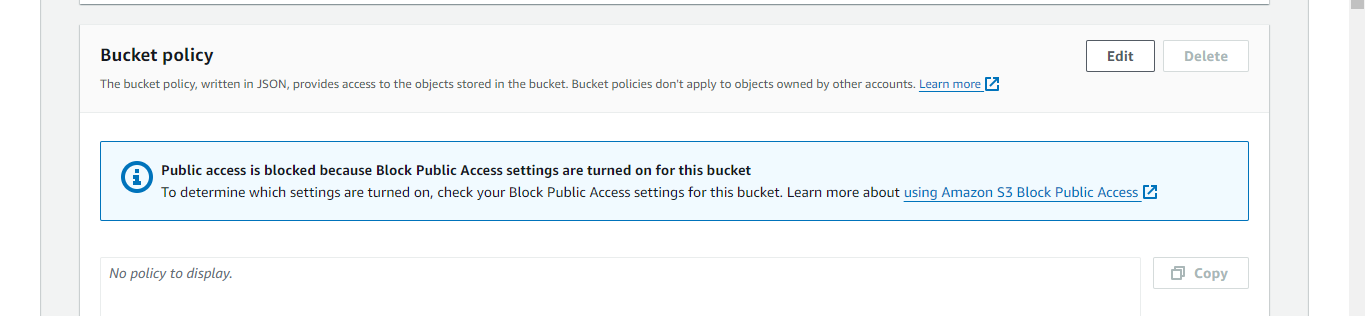 Bucket policy
Edit
Delete
The bucket policy, written in JSON, provides access to the objects stored in the bucket. Bucket policies don't apply to objects owned by other accounts. Learn more
Public access is blocked because Block Public Access settings are turned on for this bucket
To determine which settings are turned on, check your Block Public Access settings for this bucket. Learn more about using Amazon S3 Block Public Access
No policy to display.
Copy